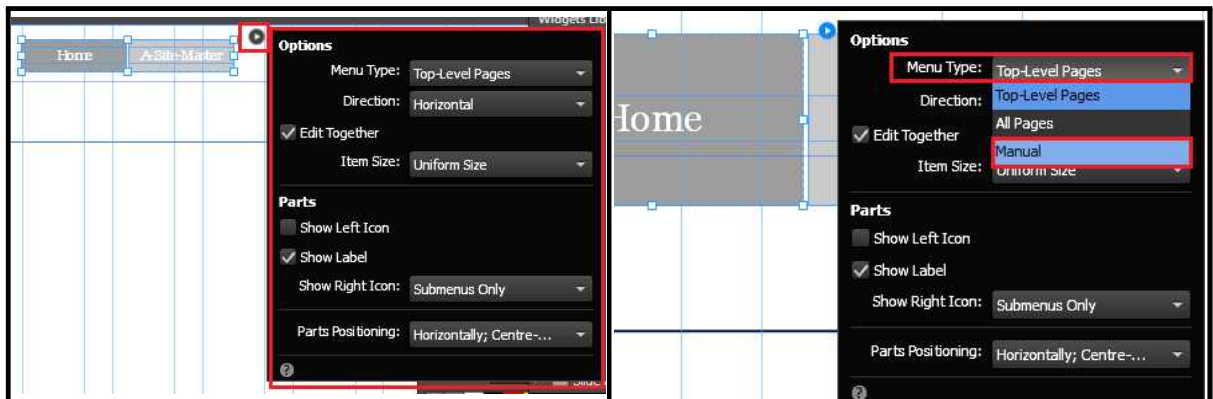 Widgets Lib
Home
A-Site-Master
Options
Menu Type: Top-Level Pages
Direction: Horizontal
Edit Together
Item Size: Uniform Size
Parts
Show Left Icon
Show Label
Show Right Icon: Submenus Only
Parts Positioning: Horizontally; Centre-...
Home
Options
Menu Type: Top-Level Pages
Direction: Top-Level Pages
All Pages
Edit Together
Manual
Item Size: Uniform Size
Parts
Show Left Icon
Show Label
Show Right Icon: Submenus Only
Parts Positioning: Horizontally; Centre-...